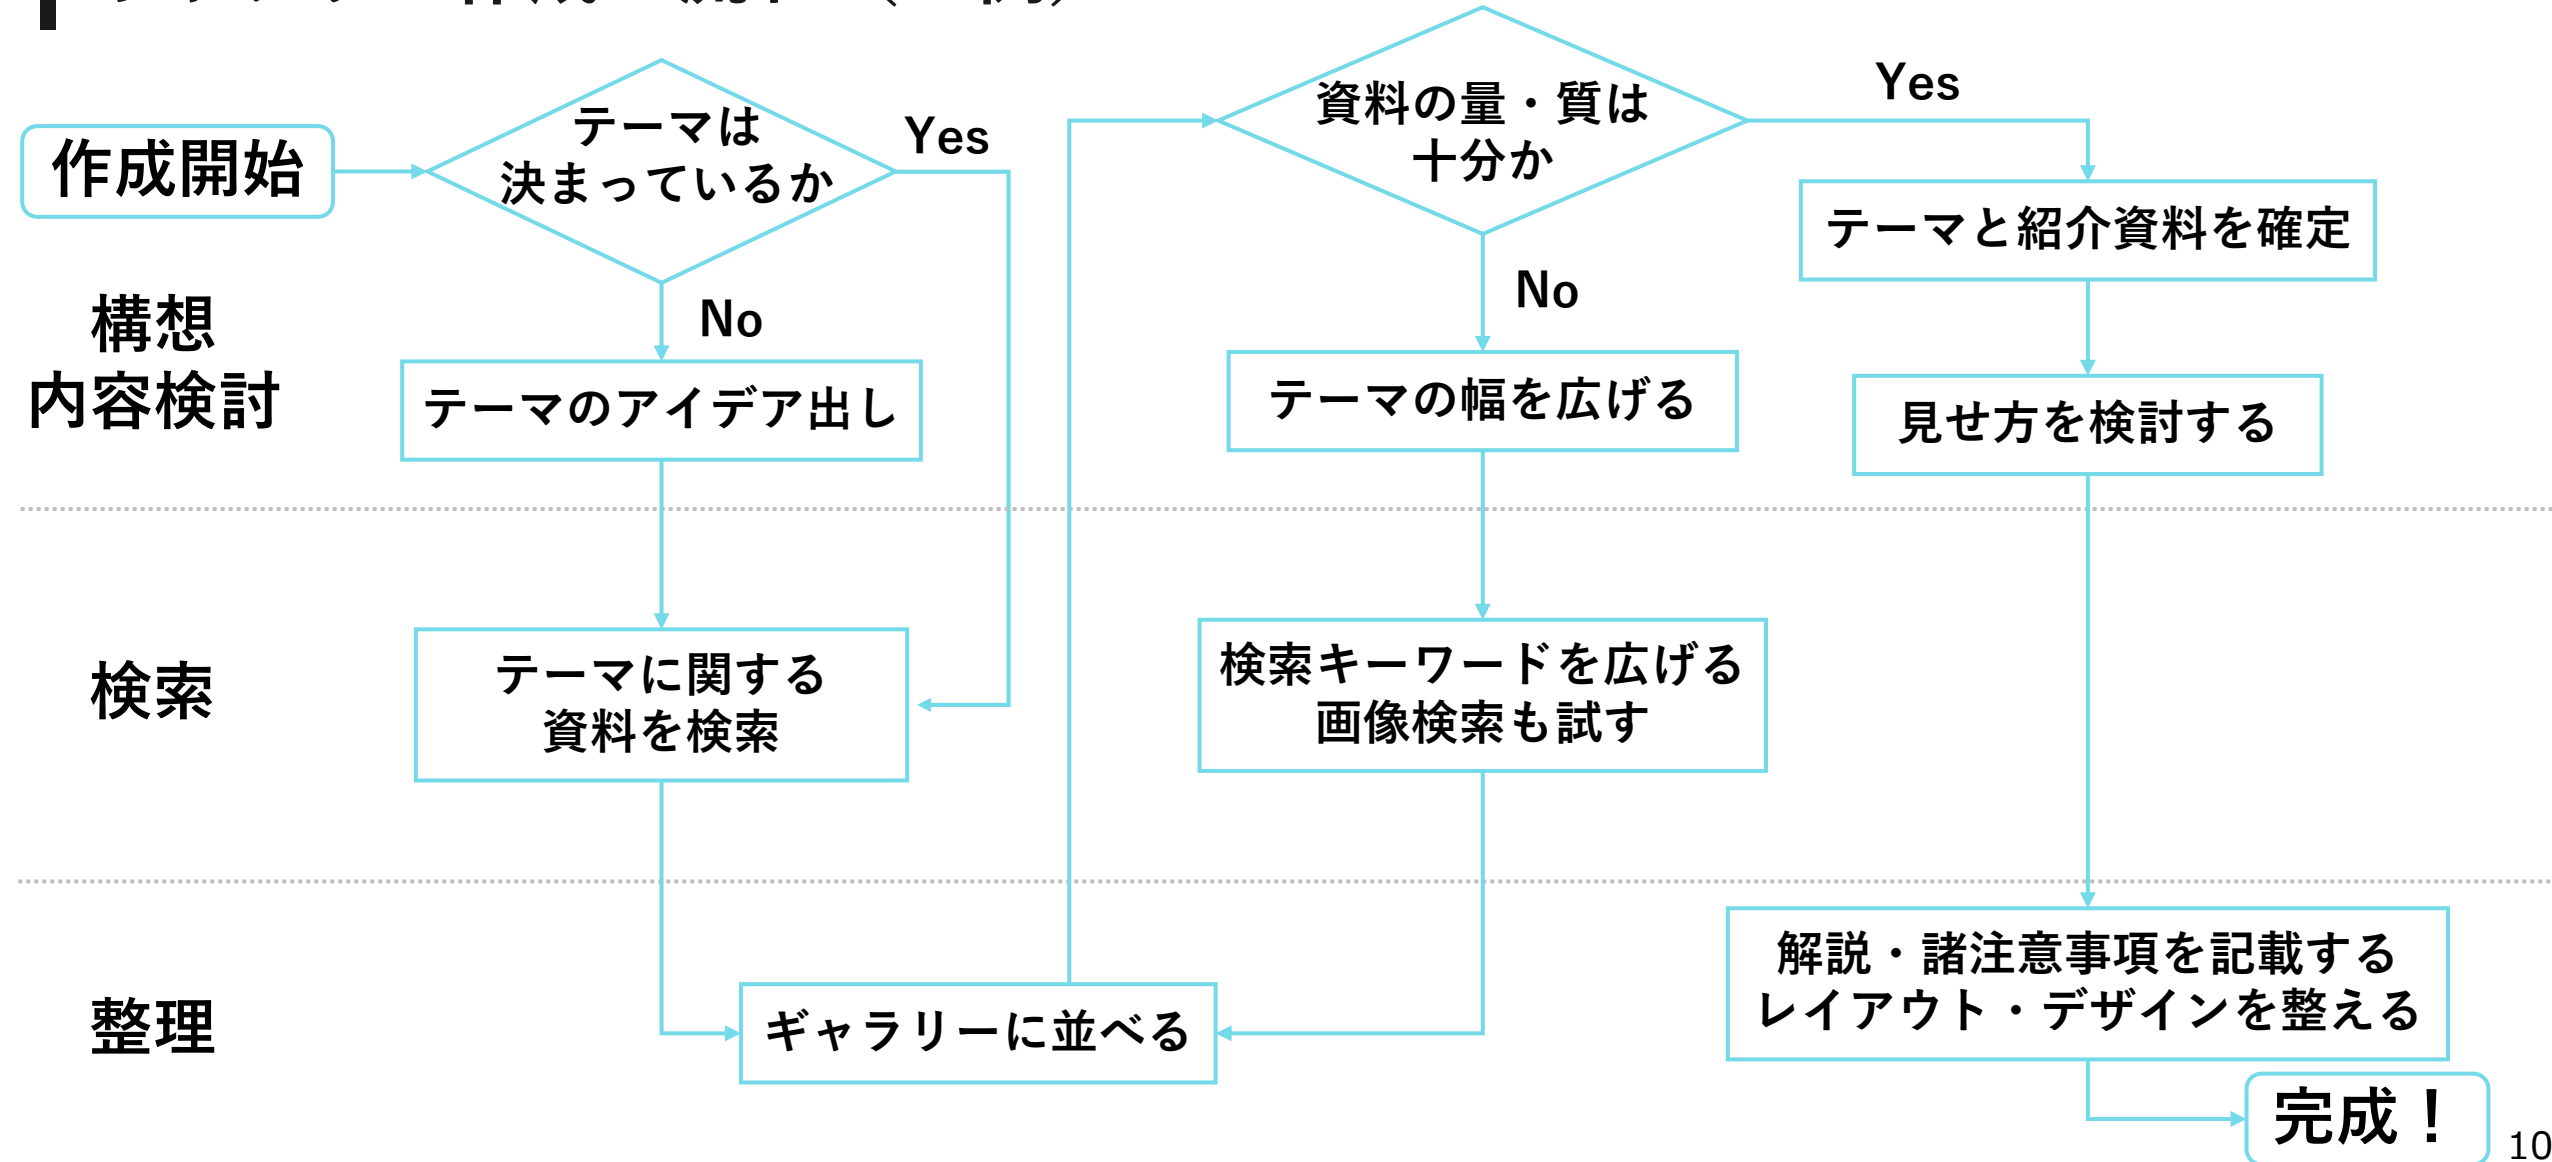 作成開始
テーマは
決まっているか
Yes
No
構想
内容検討
テーマのアイデア出し
資料の量・質は
十分か
Yes
No
テーマの幅を広げる
テーマと紹介資料を確定
見せ方を検討する
検索
テーマに関する
資料を検索
検索キーワードを広げる
画像検索も試す
整理
ギャラリーに並べる
解説・諸注意事項を記載する
レイアウト・デザインを整える
完成！
10